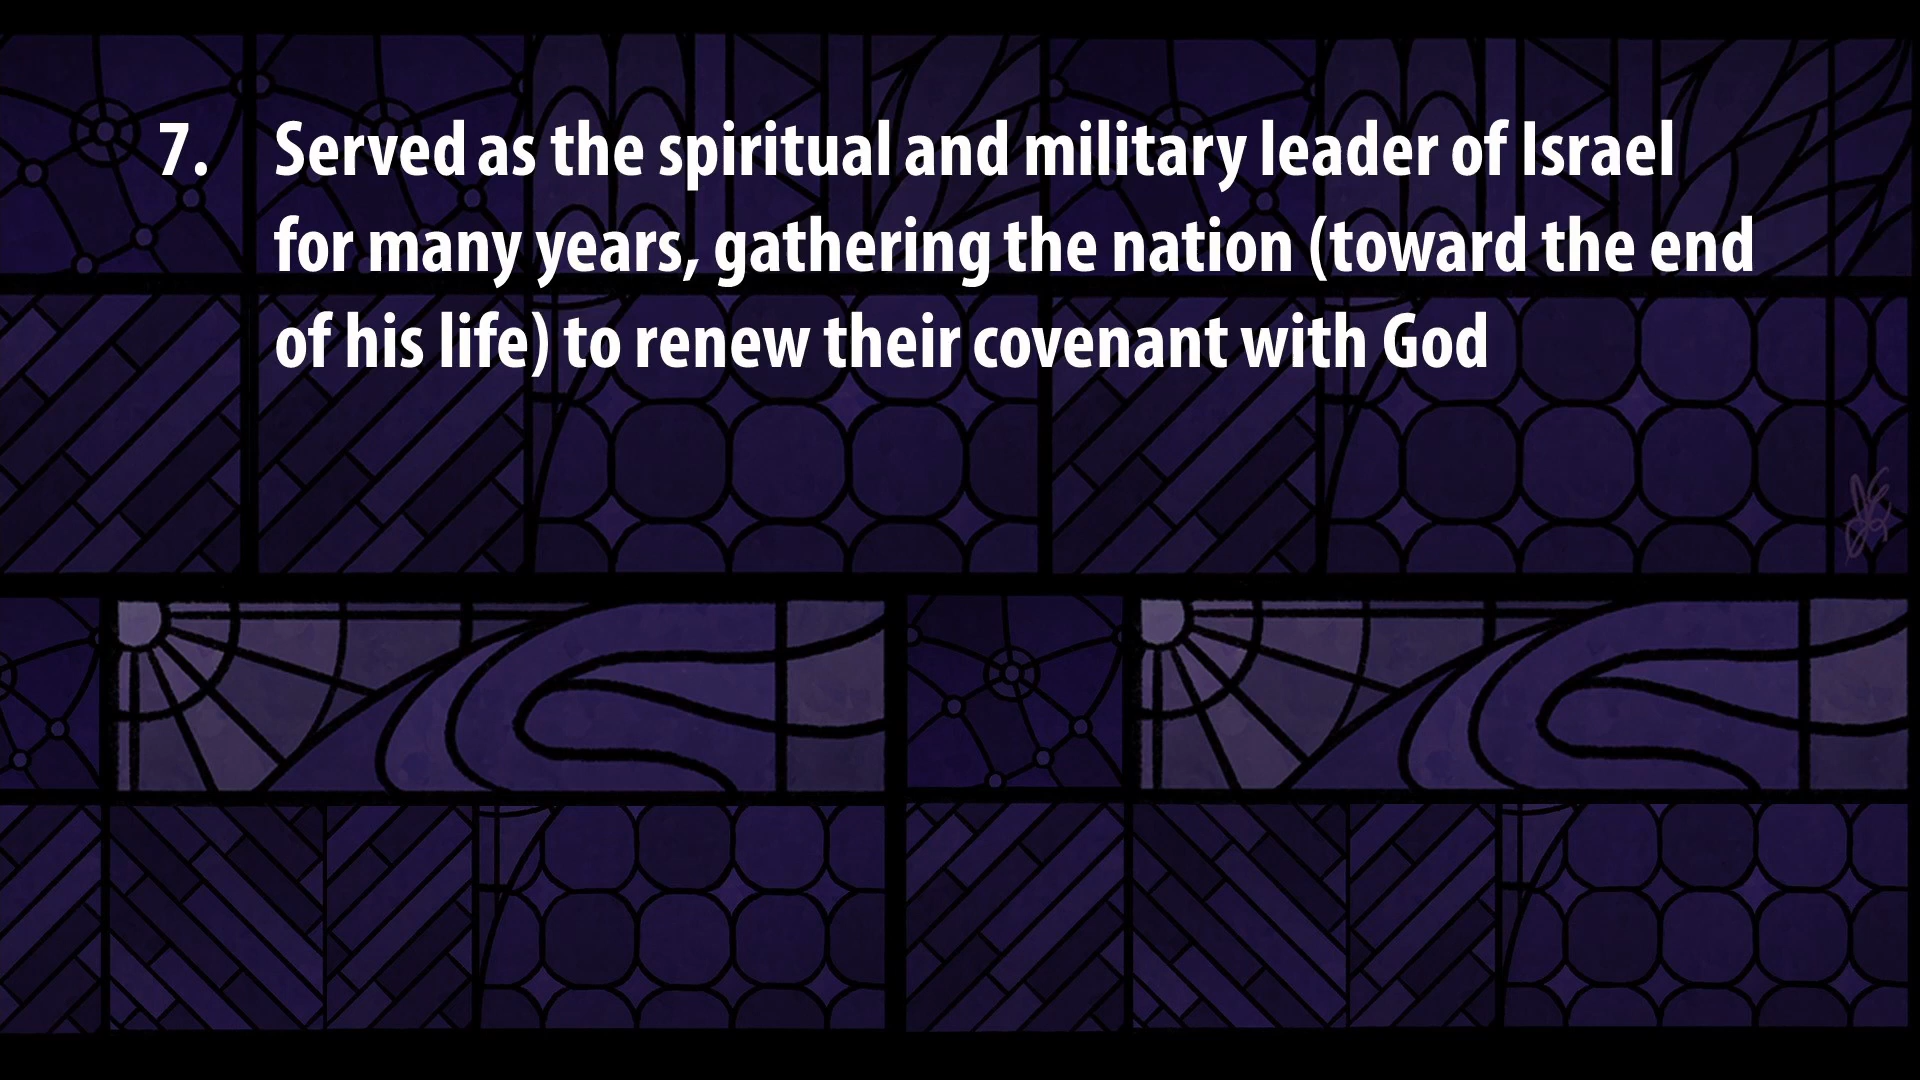 7. Served as the spiritual and military leader of Israel
for many years, gathering the nation (toward the end
of his life) to renew their covenant with God